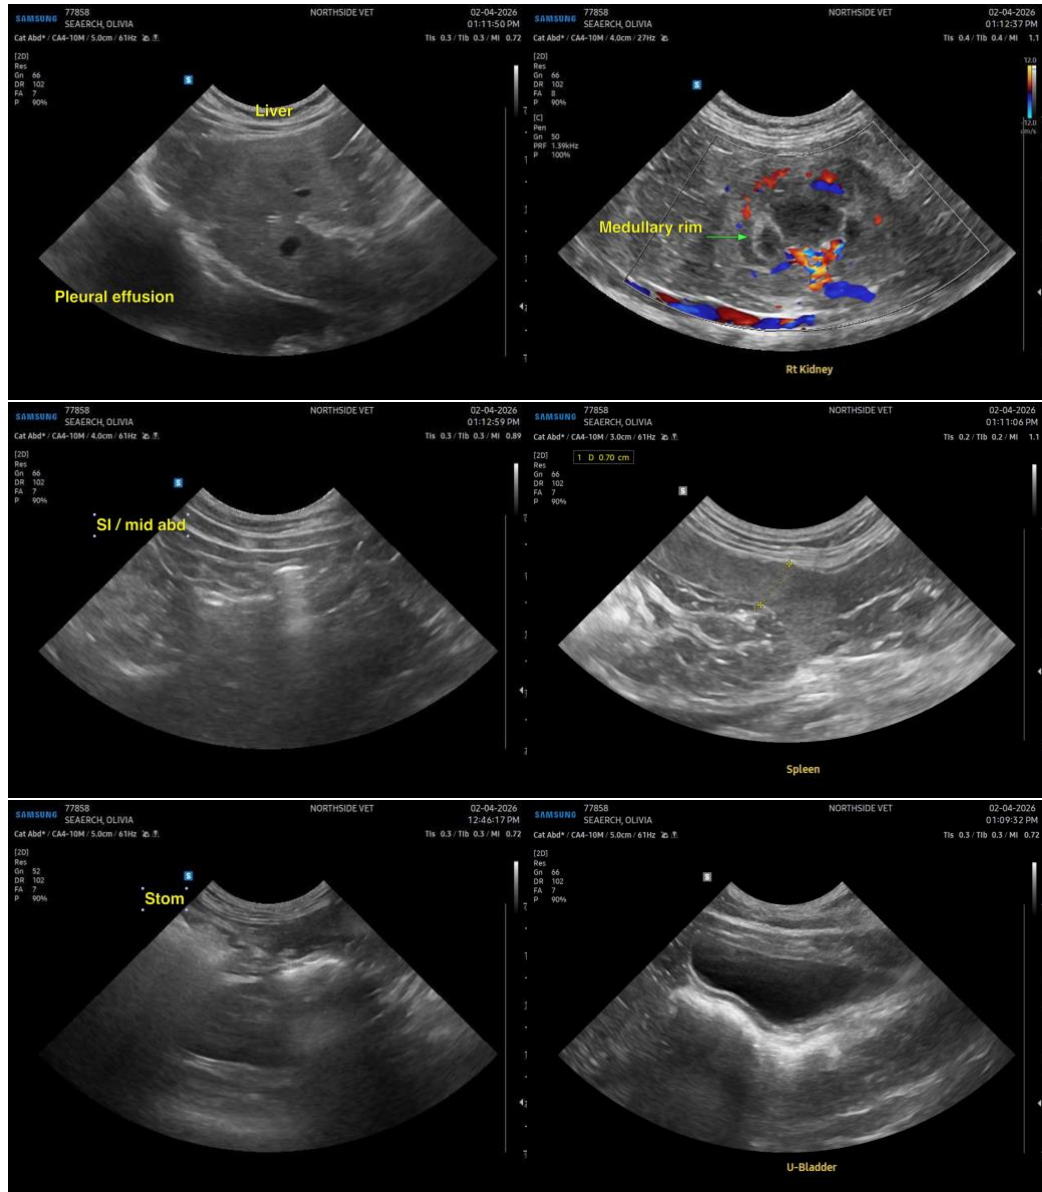 SAMSUNG
77858
SEAERCH, OLIVIA
NORTHSIDE VET
02-04-2026
01:11:50 PM
Cat Abd* / CA4-10M / 5.0cm / 61Hz
TIs 0.3 / TIb 0.3 / MI 0.72
[2D]
Res
Gn 66
DR 102
FA 7
P 90%
S
Liver
Pleural effusion
SAMSUNG
77858
SEAERCH, OLIVIA
NORTHSIDE VET
02-04-2026
01:12:37 PM
Cat Abd* / CA4-10M / 4.0cm / 27Hz
TIs 0.4 / TIb 0.4 / MI 1.1
[2D]
Res
Gn 66
DR 102
FA 8
P 90%
[C]
Pen
Gn 50
PRF 1.39kHz
P 100%
S
12.0
-12.0
cm/s
Medullary rim
Rt Kidney
SAMSUNG
77858
SEAERCH, OLIVIA
NORTHSIDE VET
02-04-2026
01:12:59 PM
Cat Abd* / CA4-10M / 4.0cm / 61Hz
TIs 0.3 / TIb 0.3 / MI 0.89
[2D]
Res
Gn 66
DR 102
FA 7
P 90%
S
SI / mid abd
SAMSUNG
77858
SEAERCH, OLIVIA
NORTHSIDE VET
02-04-2026
01:11:06 PM
Cat Abd* / CA4-10M / 3.0cm / 61Hz
TIs 0.2 / TIb 0.2 / MI 1.1
[2D]
Res
Gn 66
DR 102
FA 7
P 90%
1 D 0.70 cm
S
Spleen
SAMSUNG
77858
SEAERCH, OLIVIA
NORTHSIDE VET
02-04-2026
12:46:17 PM
Cat Abd* / CA4-10M / 5.0cm / 61Hz
TIs 0.3 / TIb 0.3 / MI 0.72
[2D]
Res
Gn 52
DR 102
FA 7
P 90%
S
Stom
SAMSUNG
77858
SEAERCH, OLIVIA
NORTHSIDE VET
02-04-2026
01:09:32 PM
Cat Abd* / CA4-10M / 5.0cm / 61Hz
TIs 0.3 / TIb 0.3 / MI 0.72
[2D]
Res
Gn 66
DR 102
FA 7
P 90%
S
U-Bladder